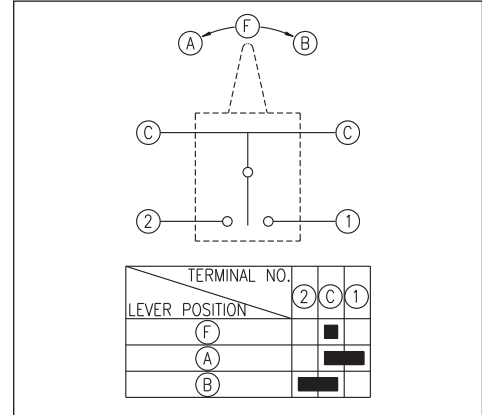 F
A B
C C
2 1
TERMINAL NO. 2 C 1
LEVER POSITION
F
A
B